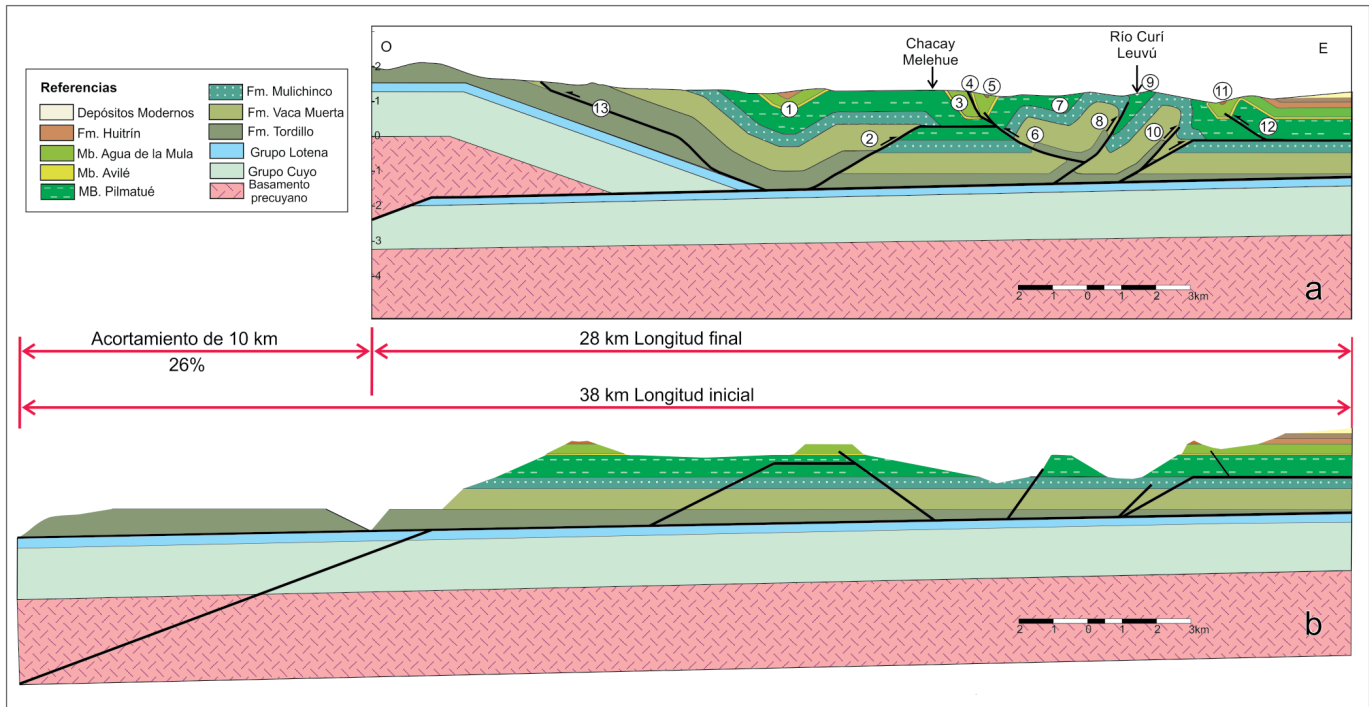 Referencias
Depósitos Modernos
Fm. Huitrín
Mb. Agua de la Mula
Mb. Avilé
MB. Pilmatué
Fm. Mulichinco
Fm. Vaca Muerta
Fm. Tordillo
Grupo Lotena
Grupo Cuyo
Basamento
precuyano
O
E
Chacay
Melehue
Río Curí
Leuvú
-2
-1
-0
-1
-2
-3
-4
1
2
3
4
5
6
7
8
9
10
11
12
13
2 1 0 1 2 3km
a
Acortamiento de 10 km
26%
28 km Longitud final
38 km Longitud inicial
2 1 0 1 2 3km
b